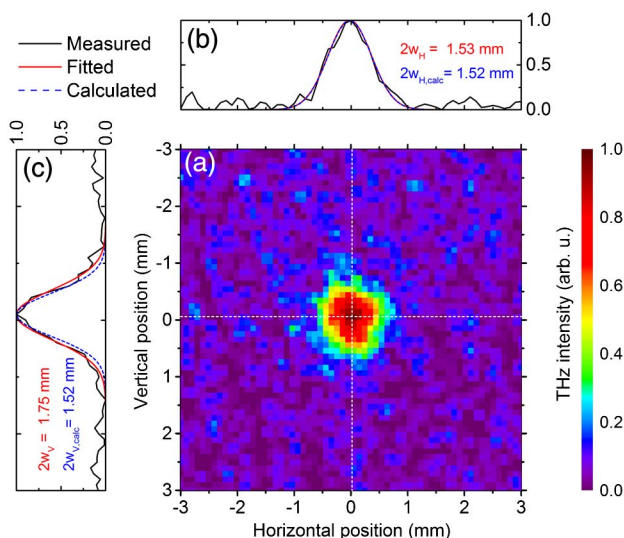 Measured
Fitted
Calculated
(b)
2w_H = 1.53 mm
2w_H,calc = 1.52 mm
1.0
0.5
0.0
1.0
0.5
0.0
(c)
2w_V = 1.75 mm
2w_V,calc = 1.52 mm
(a)
-3
-2
-1
0
1
2
3
Vertical position (mm)
-3 -2 -1 0 1 2 3
Horizontal position (mm)
1.0
0.8
0.6
0.4
0.2
0.0
THz intensity (arb. u.)